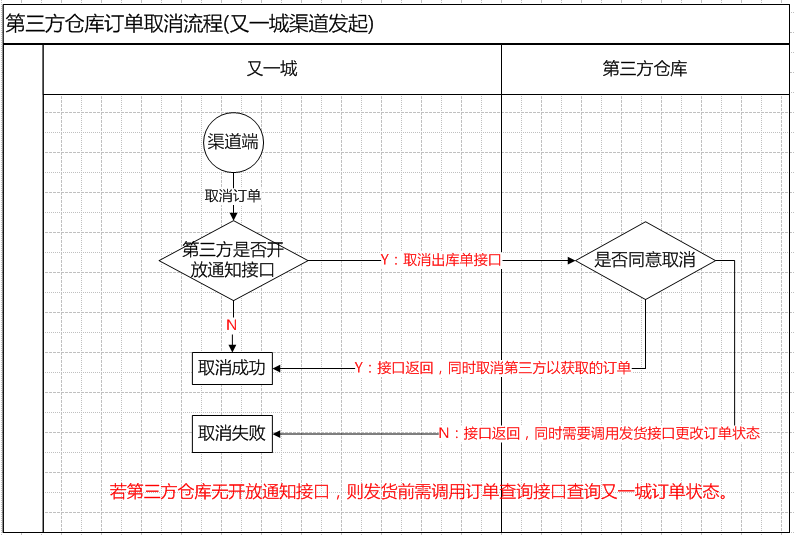 第三方仓库订单取消流程(又一城渠道发起)
又一城
第三方仓库
渠道端
取消订单
第三方是否开
放通知接口
Y：取消出库单接口
是否同意取消
N
取消成功
Y：接口返回，同时取消第三方以获取的订单
取消失败
N：接口返回，同时需要调用发货接口更改订单状态
若第三方仓库无开放通知接口，则发货前需调用订单查询接口查询又一城订单状态。